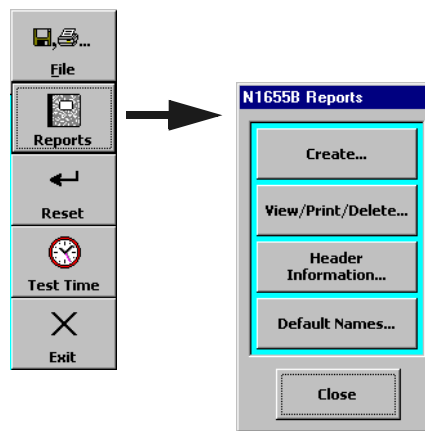 ,...
File
Reports
Reset
Test Time
Exit
N1655B Reports
Create...
View/Print/Delete...
Header
Information...
Default Names...
Close